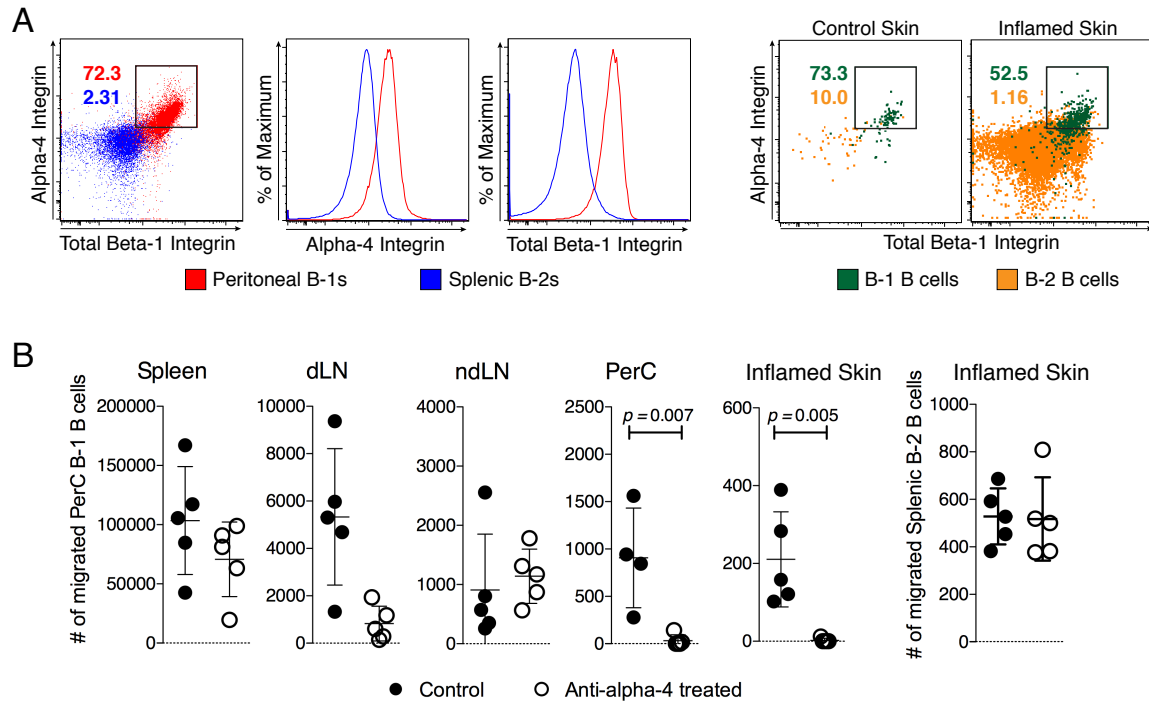 A
72.3
2.31
Alpha-4 Integrin
Total Beta-1 Integrin
% of Maximum
Alpha-4 Integrin
% of Maximum
Total Beta-1 Integrin
Peritoneal B-1s
Splenic B-2s
Control Skin
Inflamed Skin
73.3
10.0
52.5
1.16
Alpha-4 Integrin
Total Beta-1 Integrin
B-1 B cells
B-2 B cells
B
# of migrated PerC B-1 B cells
Spleen
200000
150000
100000
50000
0
dLN
10000
8000
6000
4000
2000
0
ndLN
4000
3000
2000
1000
0
PerC
2500
2000
1500
1000
500
0
p = 0.007
Inflamed Skin
600
400
200
0
p = 0.005
# of migrated Splenic B-2 B cells
Inflamed Skin
1000
800
600
400
200
0
Control
Anti-alpha-4 treated